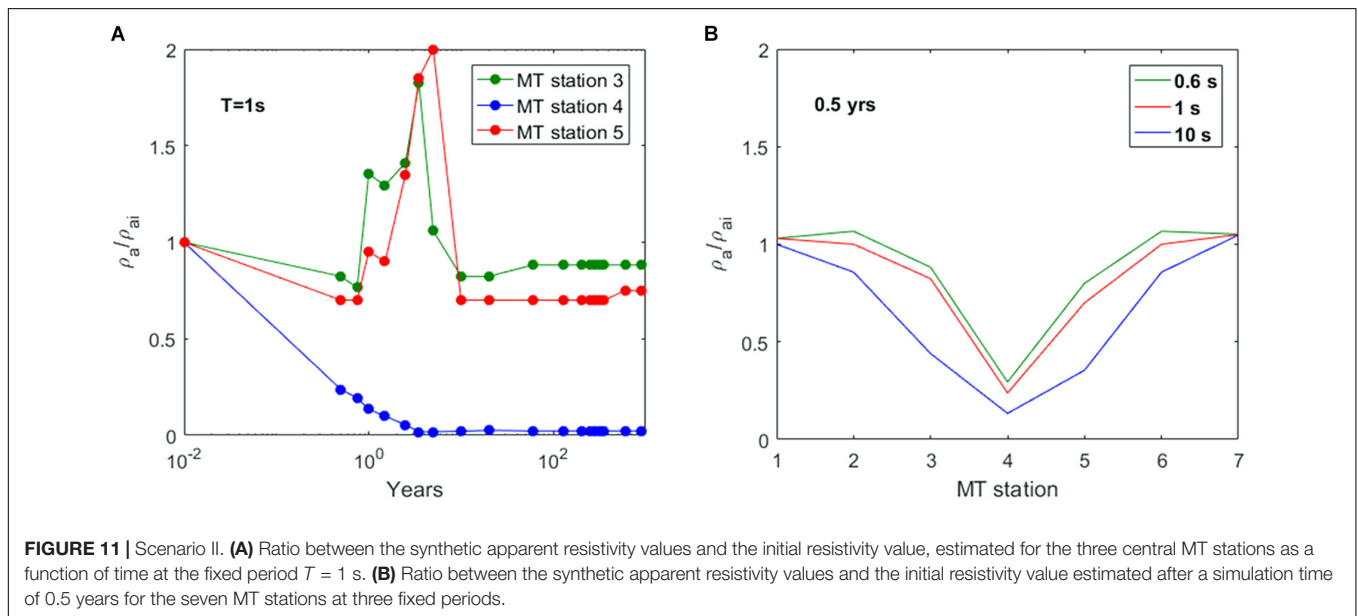 A
2
1.5
1
0.5
0
ρa/ρai
T=1s
MT station 3
MT station 4
MT station 5
10-2
100
102
Years
B
2
1.5
1
0.5
0
ρa/ρai
0.5 yrs
0.6 s
1 s
10 s
1 2 3 4 5 6 7
MT station
FIGURE 11 | Scenario II. (A) Ratio between the synthetic apparent resistivity values and the initial resistivity value, estimated for the three central MT stations as a
function of time at the fixed period T = 1 s. (B) Ratio between the synthetic apparent resistivity values and the initial resistivity value estimated after a simulation time
of 0.5 years for the seven MT stations at three fixed periods.